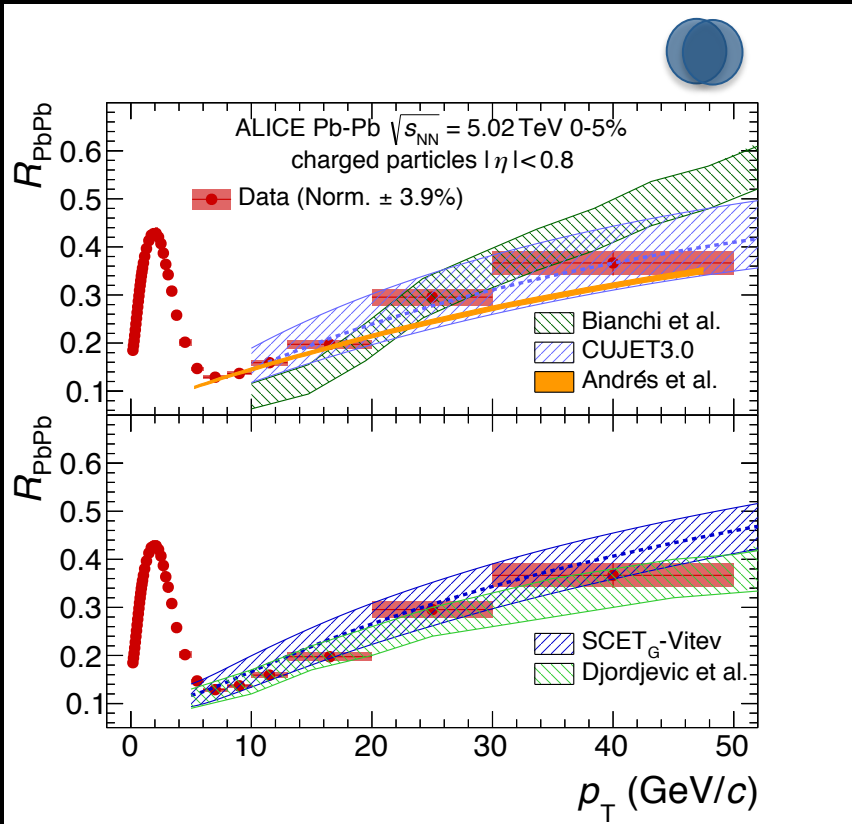 ALICE Pb-Pb √s_NN = 5.02 TeV 0-5%
charged particles |η|<0.8
Data (Norm. ± 3.9%)
R_PbPb
0.6
0.5
0.4
0.3
0.2
0.1
Bianchi et al.
CUJET3.0
Andrés et al.
R_PbPb
0.6
0.5
0.4
0.3
0.2
0.1
SCET_G-Vitev
Djordjevic et al.
0 10 20 30 40 50
p_T (GeV/c)